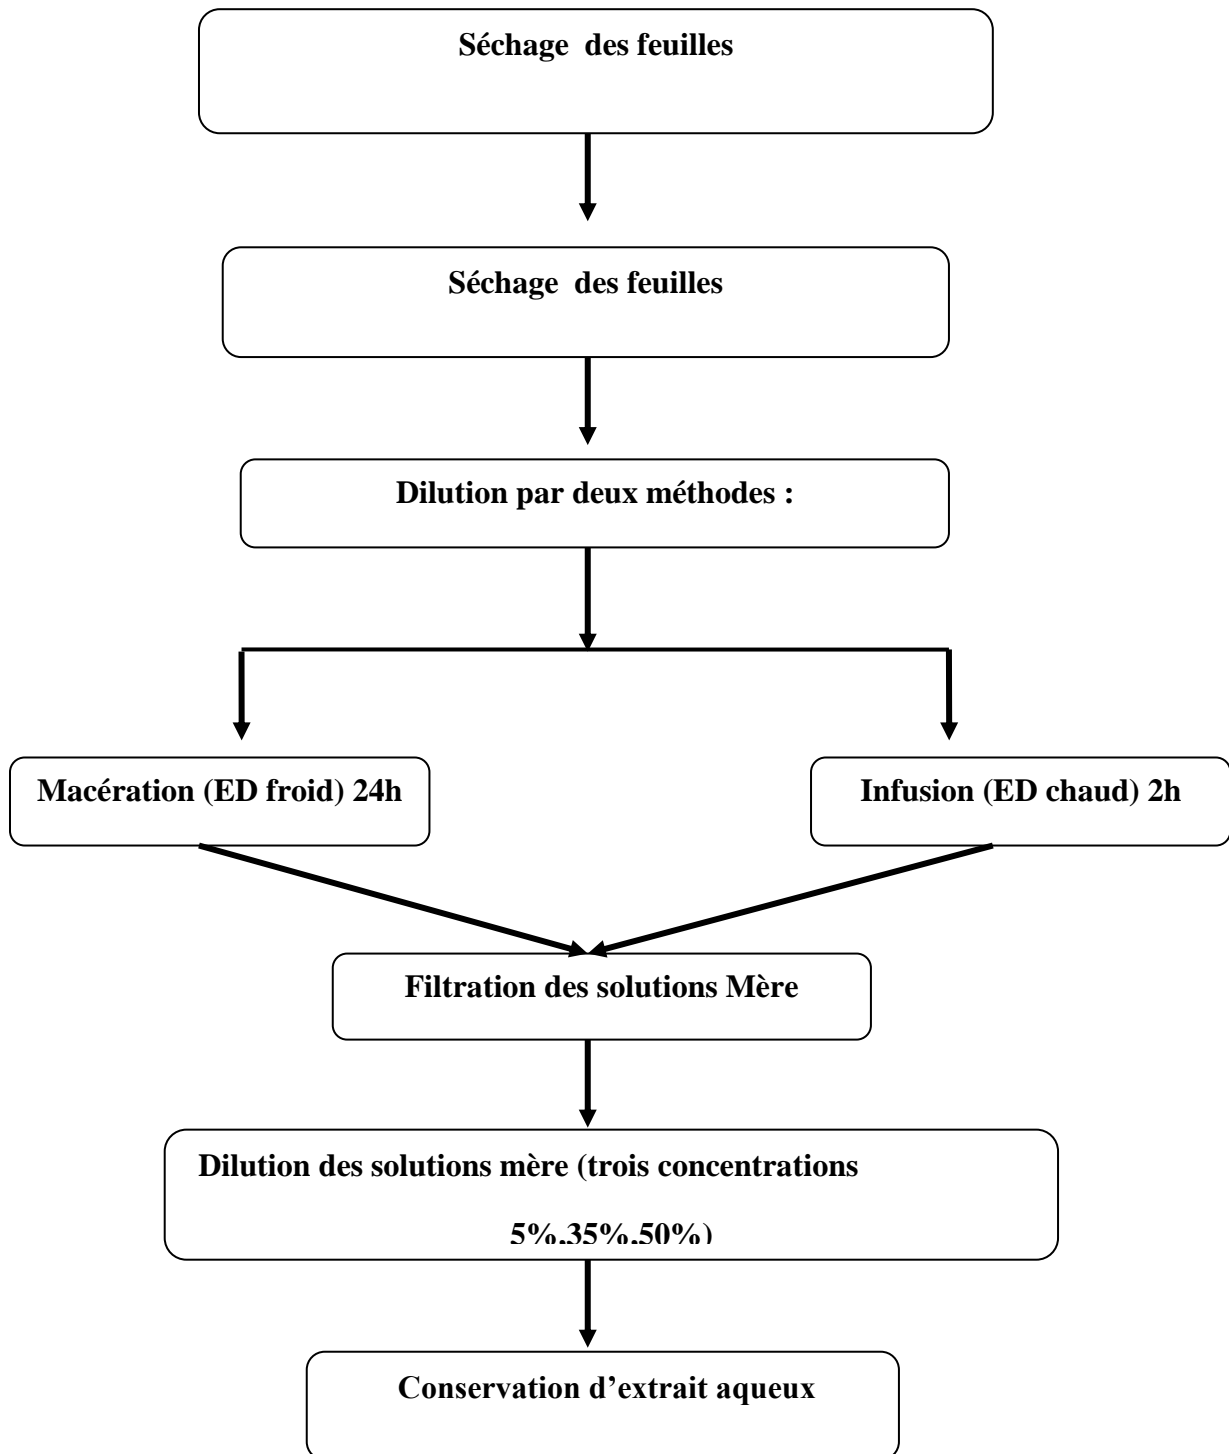 Séchage des feuilles
Séchage des feuilles
Dilution par deux méthodes :
Macération (ED froid) 24h
Infusion (ED chaud) 2h
Filtration des solutions Mère
Dilution des solutions mère (trois concentrations
5%,35%,50%)
Conservation d’extrait aqueux